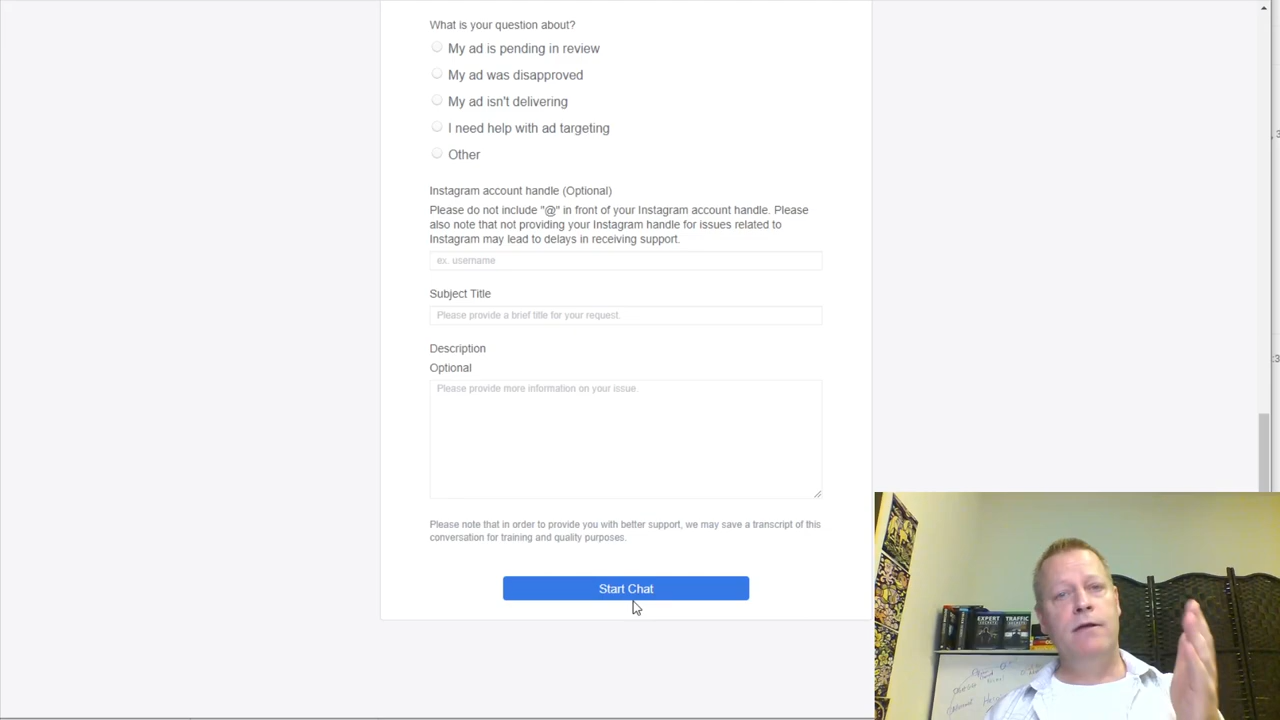 What is your question about?
My ad is pending in review
My ad was disapproved
My ad isn't delivering
I need help with ad targeting
Other
Instagram account handle (Optional)
Please do not include "@" in front of your Instagram account handle. Please
also note that not providing your Instagram handle for issues related to
Instagram may lead to delays in receiving support.
ex. username
Subject Title
Please provide a brief title for your request.
Description
Optional
Please provide more information on your issue.
Please note that in order to provide you with better support, we may save a transcript of this
conversation for training and quality purposes.
Start Chat
EXPERT
SECRETS
TRAFFIC
SECRETS